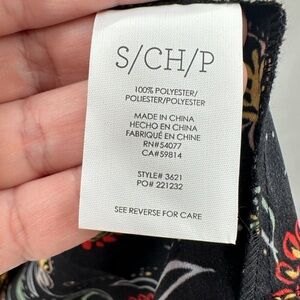 S/CH/P
100% POLYESTER/
POLIESTER/POLYESTER
MADE IN CHINA
HECHO EN CHINA
FABRIQUÉ EN CHINE
RN#54077
CA#59814
STYLE# 3621
PO# 221232
SEE REVERSE FOR CARE